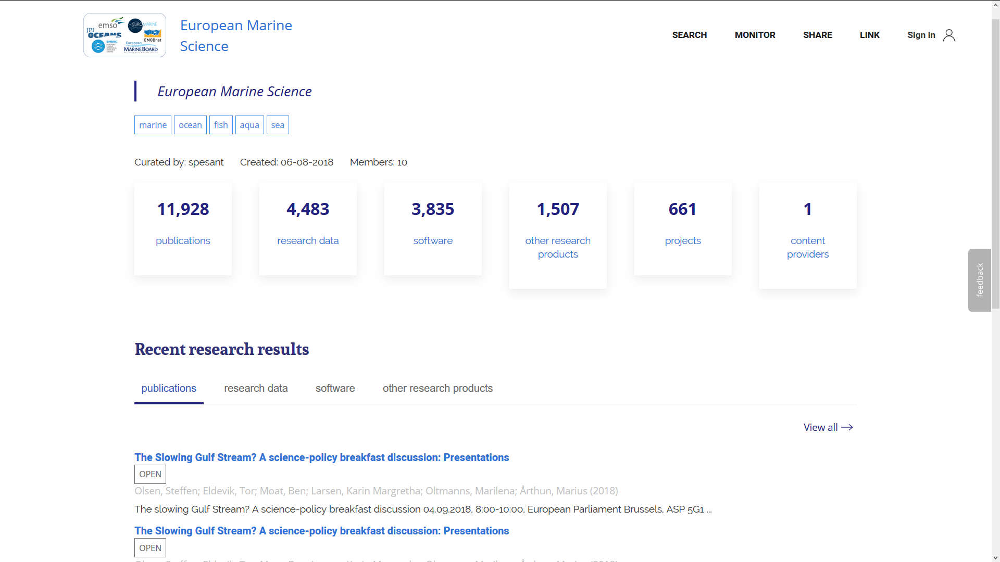 emso
EUROMARINE
JPI
OCEANS
EMODnet
EMBRC
European
MARINE BOARD
European Marine
Science
SEARCH
MONITOR
SHARE
LINK
Sign in
European Marine Science
marine
ocean
fish
aqua
sea
Curated by: spesant
Created: 06-08-2018
Members: 10
11,928
publications
4,483
research data
3,835
software
1,507
other research
products
661
projects
1
content
providers
feedback
Recent research results
publications
research data
software
other research products
View all
The Slowing Gulf Stream? A science-policy breakfast discussion: Presentations
OPEN
Olsen, Steffen; Eldevik, Tor; Moat, Ben; Larsen, Karin Margretha; Oltmanns, Marilena; Årthun, Marius (2018)
The slowing Gulf Stream? A science-policy breakfast discussion 04.09.2018, 8:00-10:00, European Parliament Brussels, ASP 5G1 ...
The Slowing Gulf Stream? A science-policy breakfast discussion: Presentations
OPEN